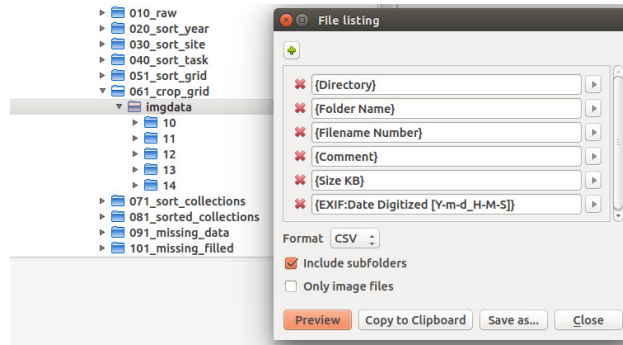 010_raw
020_sort_year
030_sort_site
040_sort_task
051_sort_grid
061_crop_grid
imgdata
10
11
12
13
14
071_sort_collections
081_sorted_collections
091_missing_data
101_missing_filled
File listing
{Directory}
{Folder Name}
{Filename Number}
{Comment}
{Size KB}
{EXIF:Date Digitized [Y-m-d_H-M-S]}
Format CSV
Include subfolders
Only image files
Preview Copy to Clipboard Save as... Close